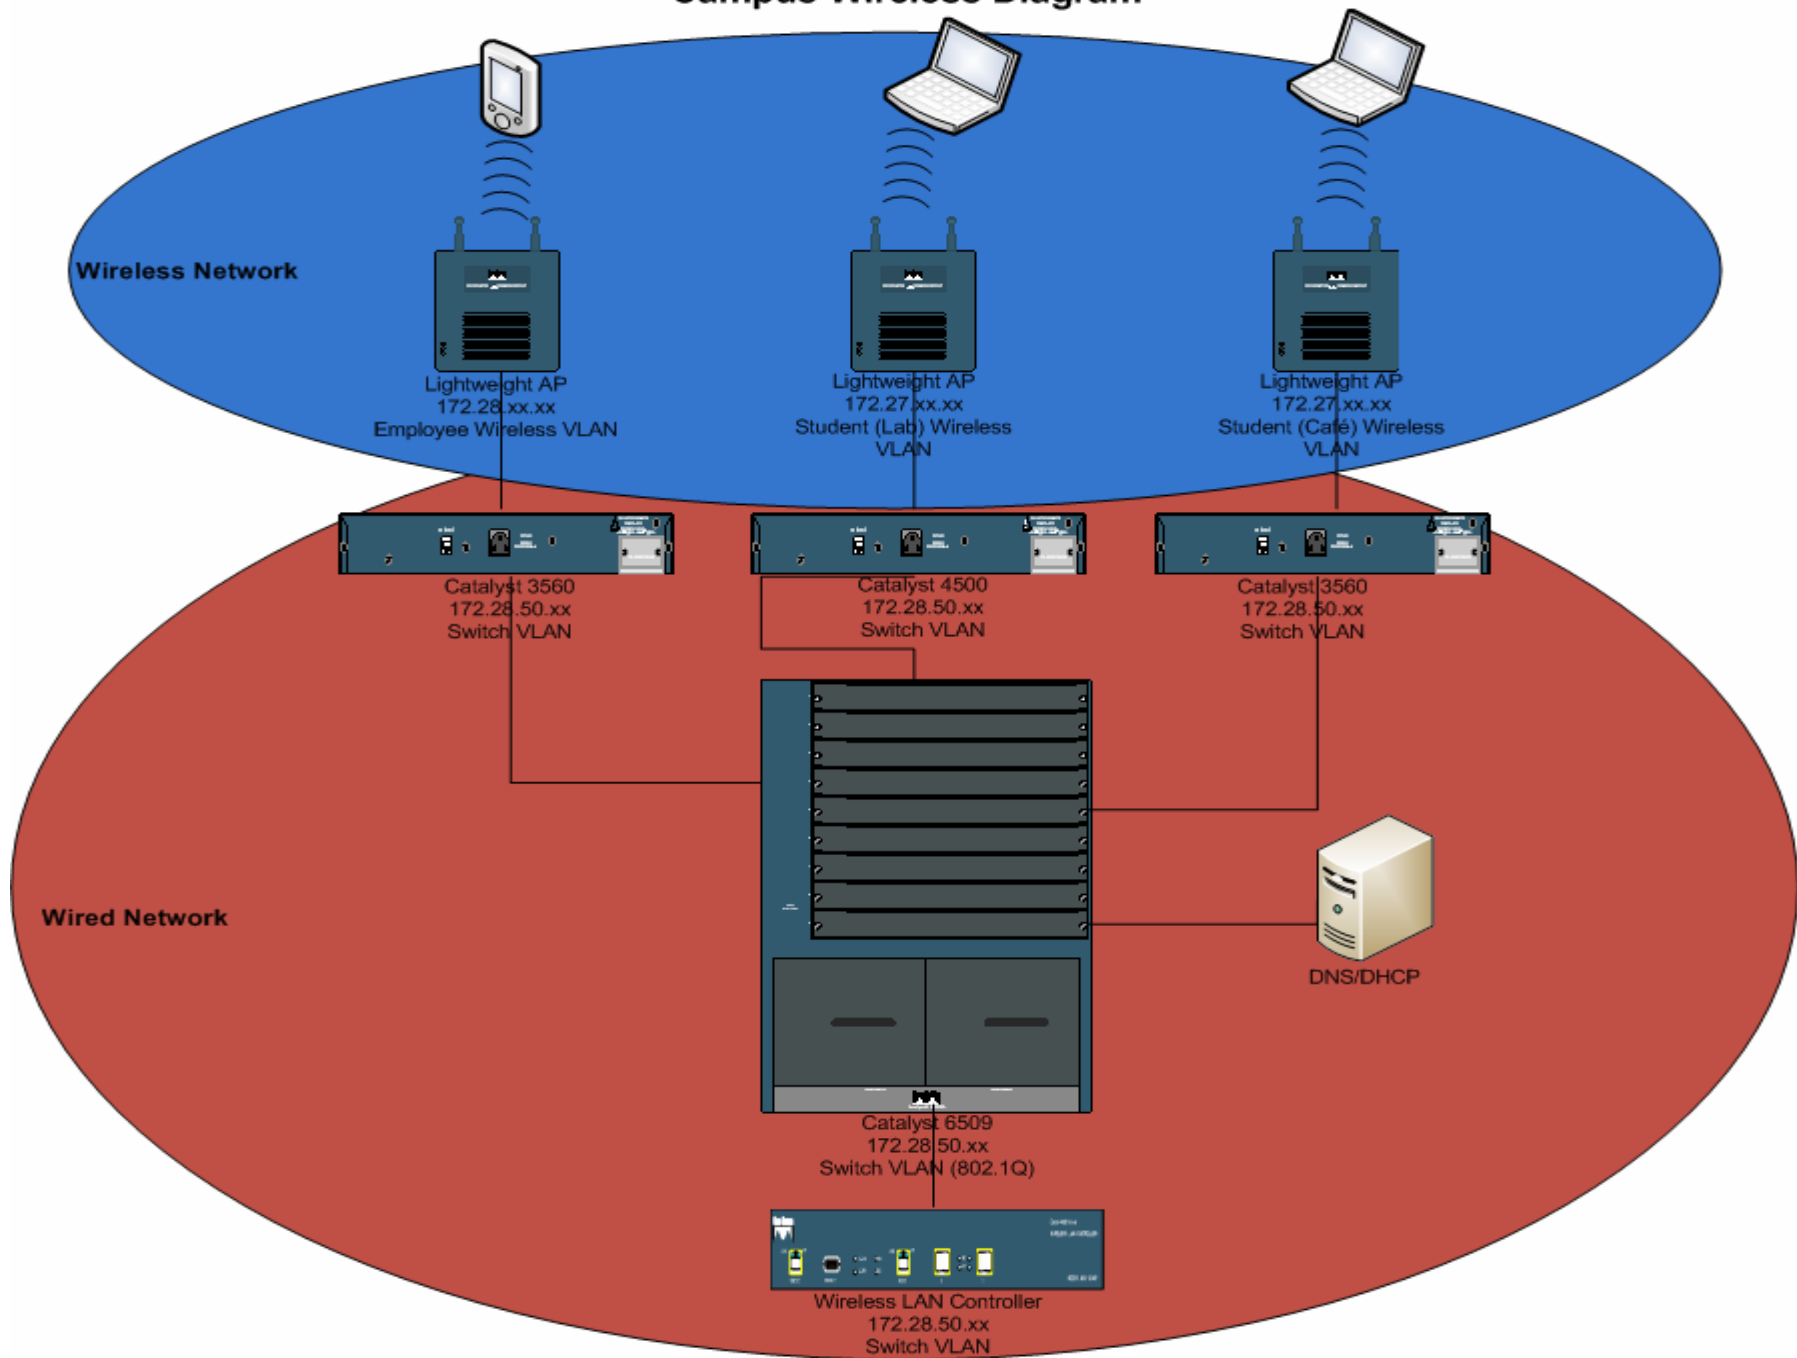 Campus Wireless Diagram
Wireless Network
Lightweight AP
172.28.xx.xx
Employee Wireless VLAN
Lightweight AP
172.27.xx.xx
Student (Lab) Wireless
VLAN
Lightweight AP
172.27.xx.xx
Student (Café) Wireless
VLAN
Catalyst 3560
172.28.50.xx
Switch VLAN
Catalyst 4500
172.28.50.xx
Switch VLAN
Catalyst 3560
172.28.50.xx
Switch VLAN
Wired Network
DNS/DHCP
Catalyst 6509
172.28.50.xx
Switch VLAN (802.1Q)
Wireless LAN Controller
172.28.50.xx
Switch VLAN